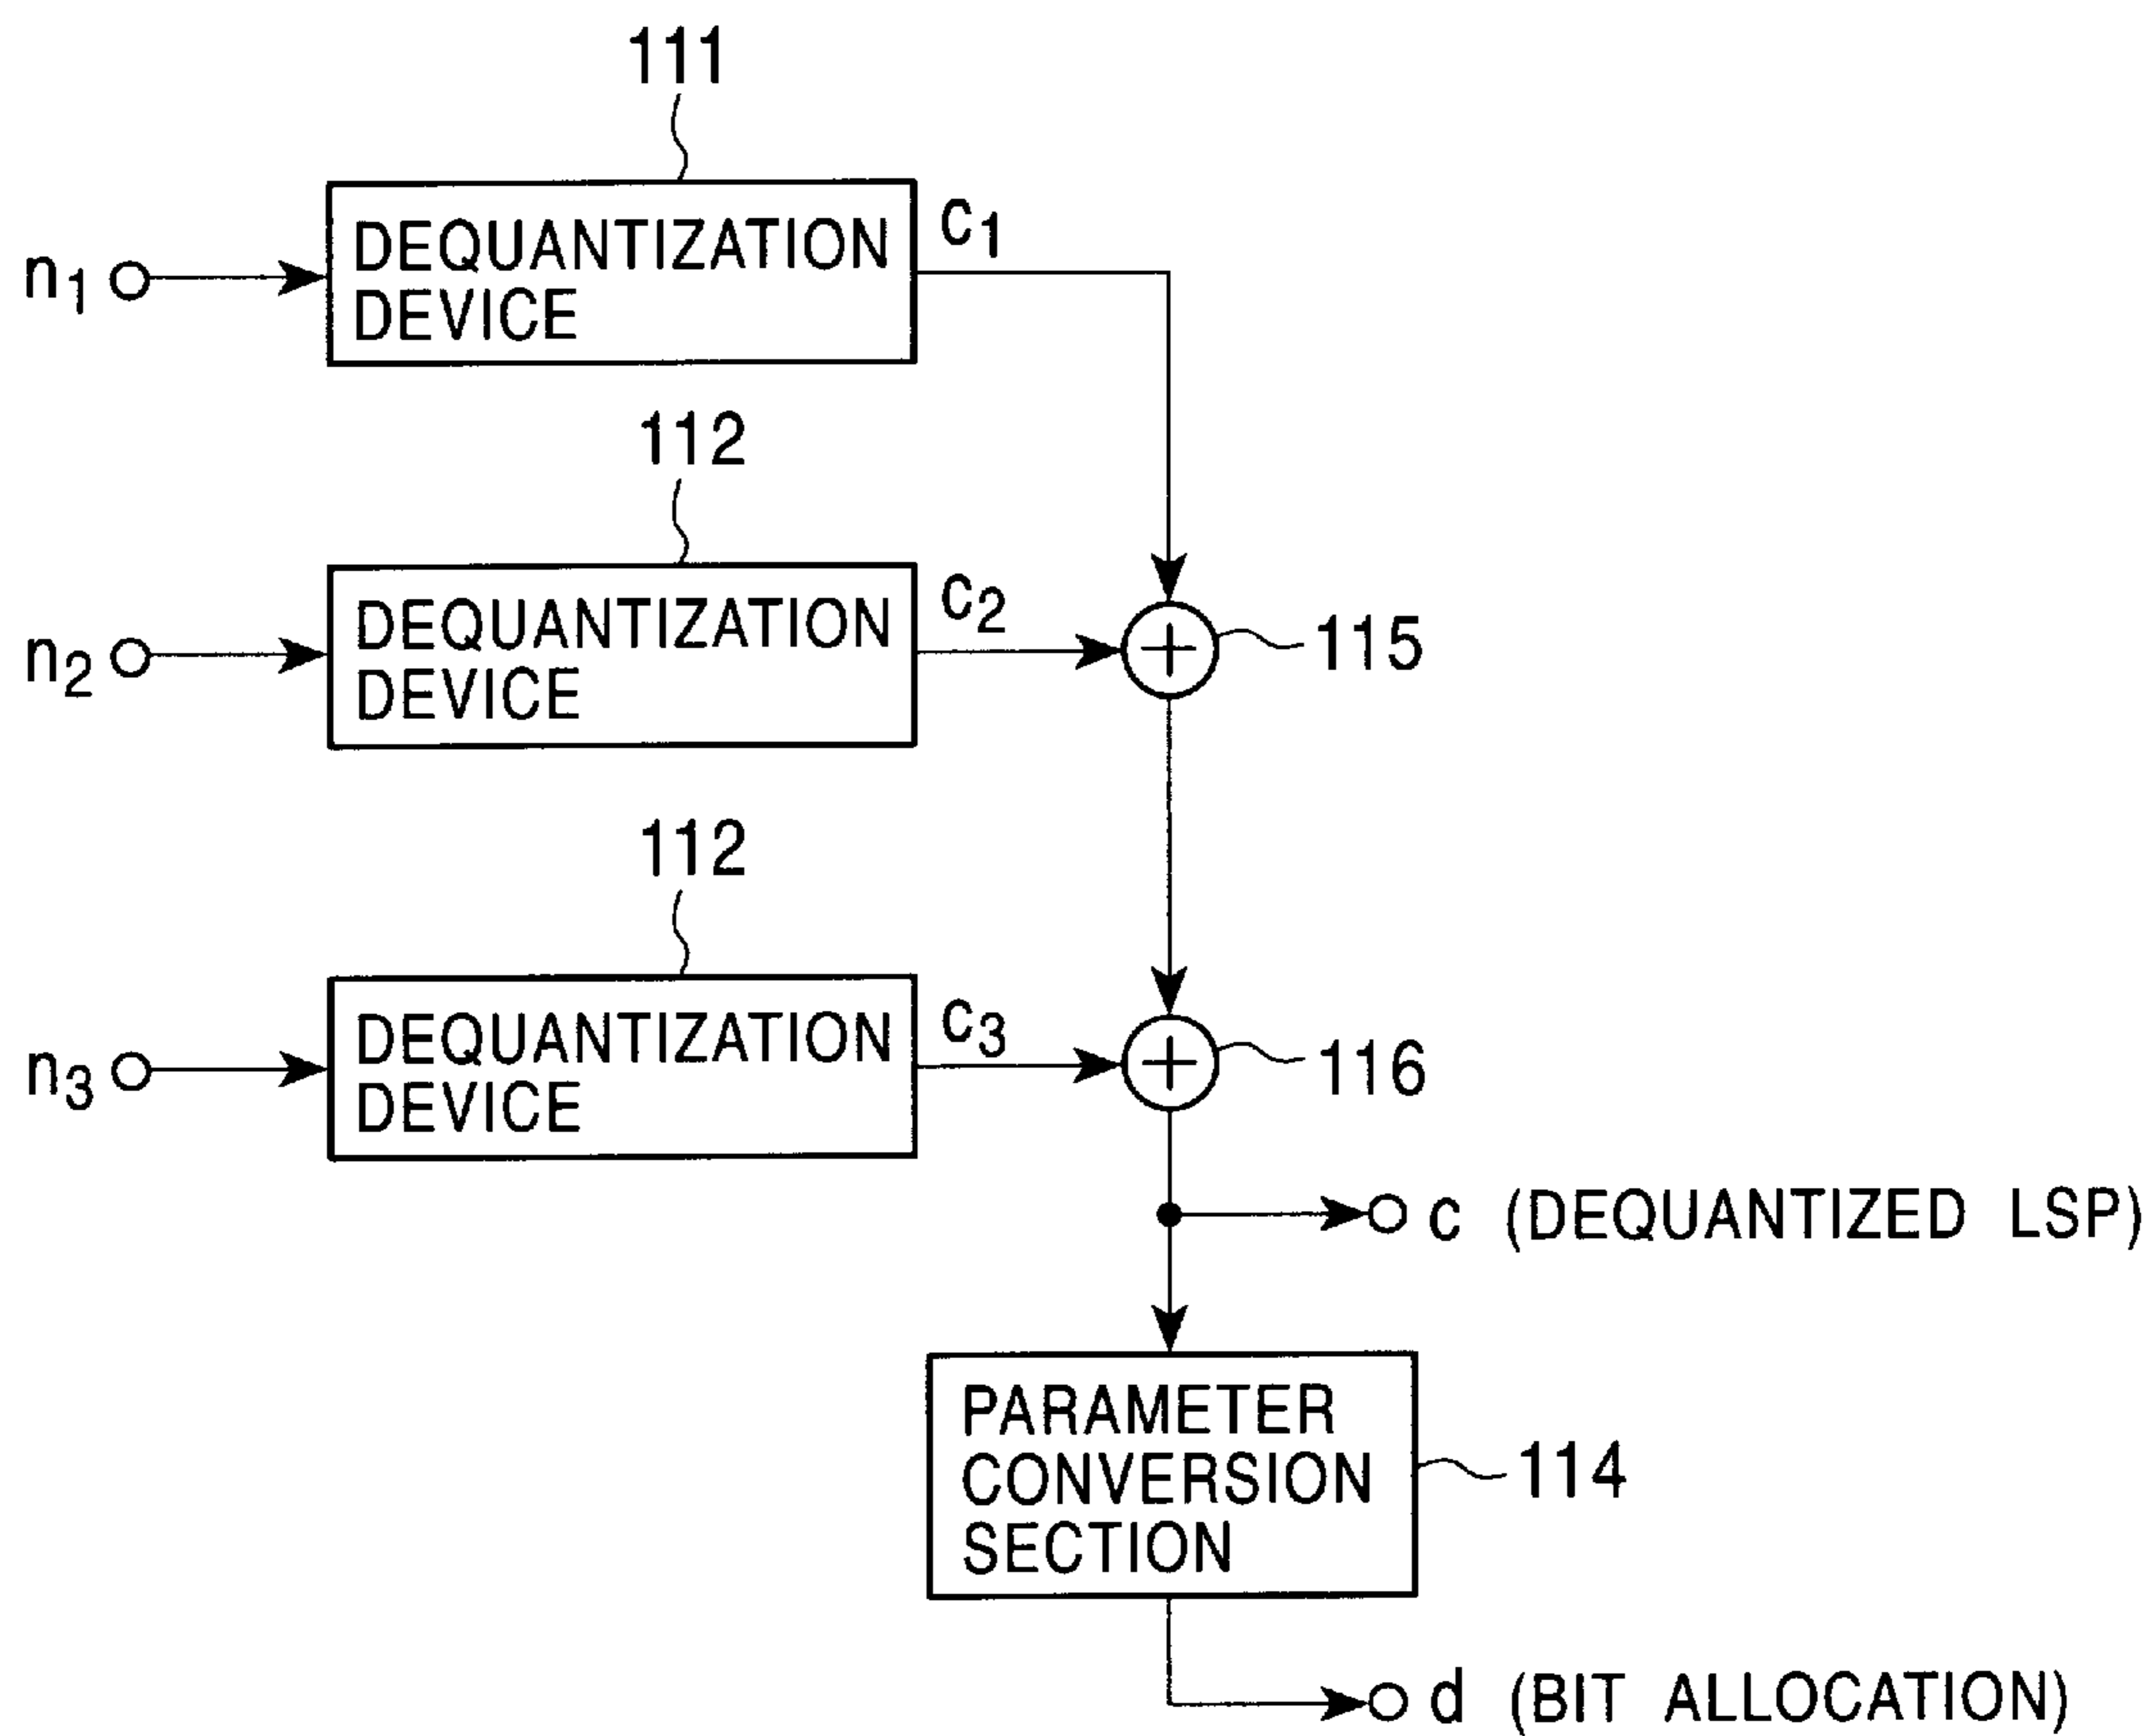 111
n1
DEQUANTIZATION
DEVICE
c1
112
n2
DEQUANTIZATION
DEVICE
c2
+
115
112
n3
DEQUANTIZATION
DEVICE
c3
+
116
c (DEQUANTIZED LSP)
PARAMETER
CONVERSION
SECTION
114
d (BIT ALLOCATION)